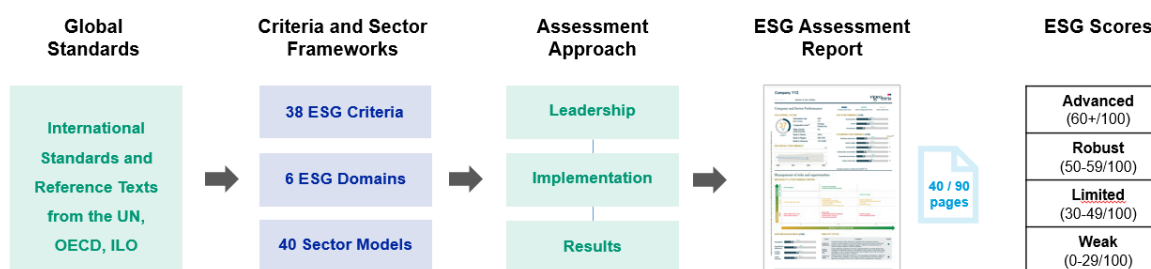 Global
Standards
Criteria and Sector
Frameworks
Assessment
Approach
ESG Assessment
Report
ESG Scores
International
Standards and
Reference Texts
from the UN,
OECD, ILO
38 ESG Criteria
6 ESG Domains
40 Sector Models
Leadership
Implementation
Results
Company XYZ
40 / 90
pages
Advanced
(60+/100)
Robust
(50-59/100)
Limited
(30-49/100)
Weak
(0-29/100)